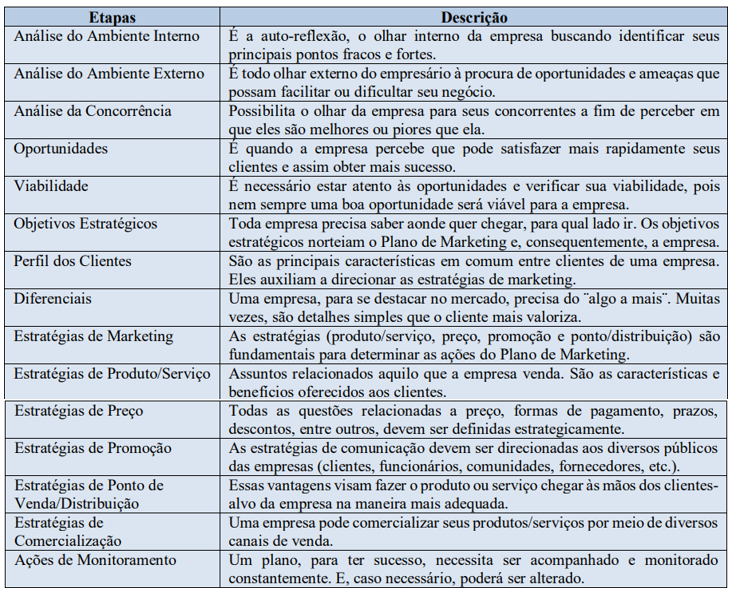 Etapas Descrição
Análise do Ambiente Interno É a auto-reflexão, o olhar interno da empresa buscando identificar seus
principais pontos fracos e fortes.
Análise do Ambiente Externo É todo olhar externo do empresário à procura de oportunidades e ameaças que
possam facilitar ou dificultar seu negócio.
Análise da Concorrência Possibilita o olhar da empresa para seus concorrentes a fim de perceber em
que eles são melhores ou piores que ela.
Oportunidades É quando a empresa percebe que pode satisfazer mais rapidamente seus
clientes e assim obter mais sucesso.
Viabilidade É necessário estar atento às oportunidades e verificar sua viabilidade, pois
nem sempre uma boa oportunidade será viável para a empresa.
Objetivos Estratégicos Toda empresa precisa saber aonde quer chegar, para qual lado ir. Os objetivos
estratégicos norteiam o Plano de Marketing e, consequentemente, a empresa.
Perfil dos Clientes São as principais características em comum entre clientes de uma empresa.
Eles auxiliam a direcionar as estratégias de marketing.
Diferenciais Uma empresa, para se destacar no mercado, precisa do ¨algo a mais¨. Muitas
vezes, são detalhes simples que o cliente mais valoriza.
Estratégias de Marketing As estratégias (produto/serviço, preço, promoção e ponto/distribuição) são
fundamentais para determinar as ações do Plano de Marketing.
Estratégias de Produto/Serviço Assuntos relacionados aquilo que a empresa venda. São as características e
benefícios oferecidos aos clientes.
Estratégias de Preço Todas as questões relacionadas a preço, formas de pagamento, prazos,
descontos, entre outros, devem ser definidas estrategicamente.
Estratégias de Promoção As estratégias de comunicação devem ser direcionadas aos diversos públicos
das empresas (clientes, funcionários, comunidades, fornecedores, etc.).
Estratégias de Ponto de Essas vantagens visam fazer o produto ou serviço chegar às mãos dos clientes-
Venda/Distribuição alvo da empresa na maneira mais adequada.
Estratégias de Uma empresa pode comercializar seus produtos/serviços por meio de diversos
Comercialização canais de venda.
Ações de Monitoramento Um plano, para ter sucesso, necessita ser acompanhado e monitorado
constantemente. E, caso necessário, poderá ser alterado.